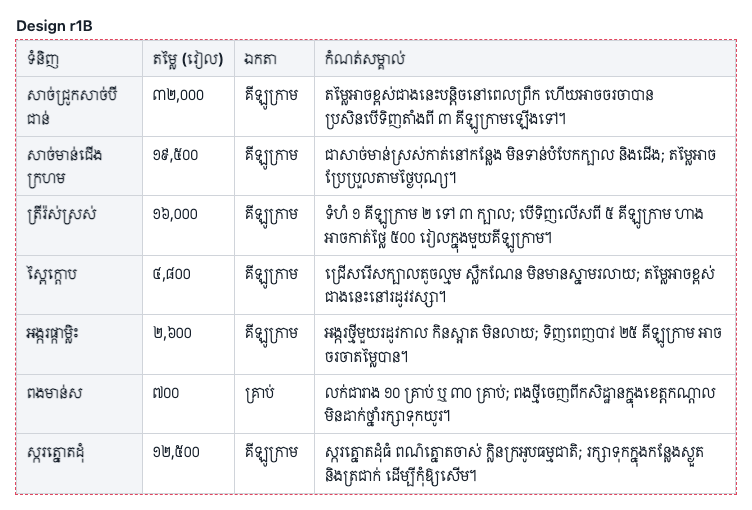 Design r1B
ទំនិញ	តម្លៃ (រៀល)	ឯកតា	កំណត់សម្គាល់
សាច់ជ្រូកសាច់បី	៣២,០០០	គីឡូក្រាម	តម្លៃអាចខ្ពស់ជាងនេះបន្តិចនៅពេលព្រឹក ហើយអាចចរចាបាន
ជាន់	ប្រសិនបើទិញតាំងពី ៣ គីឡូក្រាមឡើងទៅ។
សាច់មាន់ជើង	១៩,៥០០	គីឡូក្រាម	ជាសាច់មាន់ស្រស់កាត់នៅកន្លែង មិនទាន់បំបែកក្បាល និងជើង; តម្លៃអាច
ក្រហម	ប្រែប្រួលតាមថ្ងៃបុណ្យ។
ត្រីរ៉ស់ស្រស់	១៦,០០០	គីឡូក្រាម	ទំហំ ១ គីឡូក្រាម ២ ទៅ ៣ ក្បាល; បើទិញលើសពី ៥ គីឡូក្រាម ហាង
អាចកាត់ថ្លៃ ៥០០ រៀលក្នុងមួយគីឡូក្រាម។
ស្ពៃក្តោប	៤,៨០០	គីឡូក្រាម	ជ្រើសរើសក្បាលតូចល្មម ស្លឹកណែន មិនមានស្នាមរលាយ; តម្លៃអាចខ្ពស់
ជាងនេះនៅរដូវវស្សា។
អង្ករផ្កាម្លិះ	២,៦០០	គីឡូក្រាម	អង្ករថ្មីមួយរដូវកាល កិនស្អាត មិនលាយ; ទិញពេញបាវ ២៥ គីឡូក្រាម អាច
ចរចាតម្លៃបាន។
ពងមាន់ស	៧០០	គ្រាប់	លក់ជារាង ១០ គ្រាប់ ឬ ៣០ គ្រាប់; ពងថ្មីចេញពីកសិដ្ឋានក្នុងខេត្តកណ្តាល
មិនដាក់ថ្នាំរក្សាទុកយូរ។
ស្ករត្នោតដុំ	១២,៥០០	គីឡូក្រាម	ស្ករត្នោតដុំធំ ពណ៌ត្នោតចាស់ ក្លិនក្រអូបធម្មជាតិ; រក្សាទុកក្នុងកន្លែងស្ងួត
និងត្រជាក់ ដើម្បីកុំឱ្យសើម។